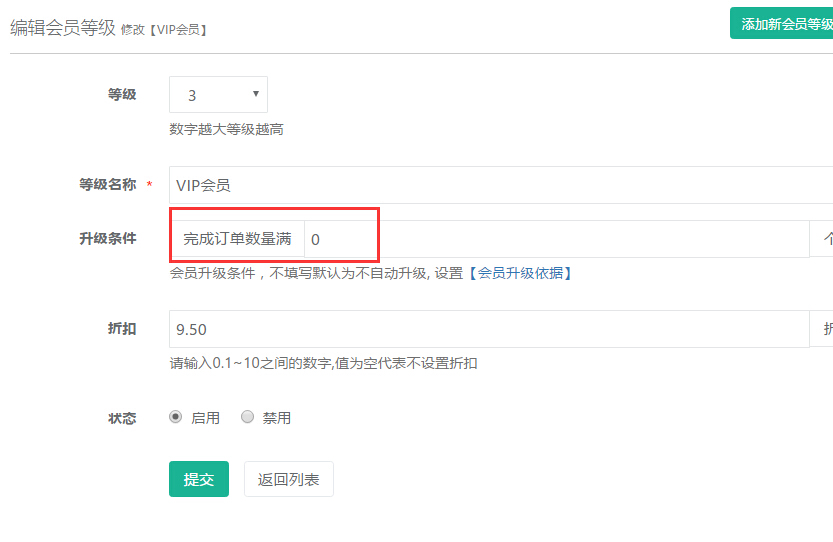 编辑会员等级 修改【VIP会员】
添加新会员等级
等级 3
数字越大等级越高
等级名称 * VIP会员
升级条件 完成订单数量满 0 个
会员升级条件，不填写默认为不自动升级, 设置【会员升级依据】
折扣 9.50 折
请输入0.1~10之间的数字,值为空代表不设置折扣
状态 启用 禁用
提交 返回列表